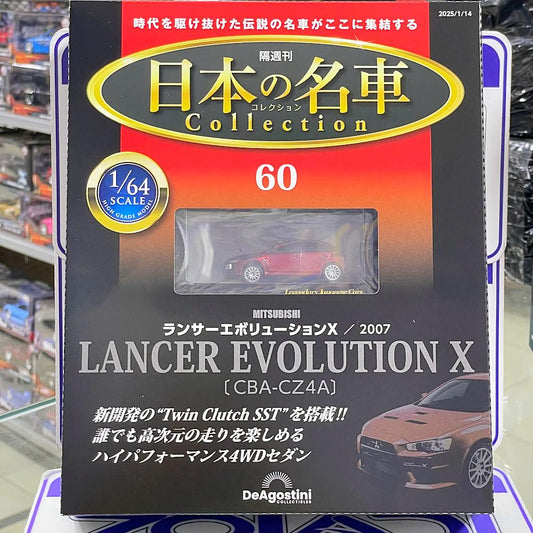 時代を駆け抜けた伝説の名車がここに集結する
2025/1/14
隔週刊
日本の名車
コレクション
Collection
60
1/64
SCALE
HIGH GRADE MODEL
Legendary Japanese Cars
MITSUBISHI
ランサーエボリューションX / 2007
LANCER EVOLUTION X
〔CBA-CZ4A〕
新開発の“Twin Clutch SST”を搭載!!
誰でも高次元の走りを楽しめる
ハイパフォーマンス4WDセダン
DeAGOSTINI
COLLECTIBLES